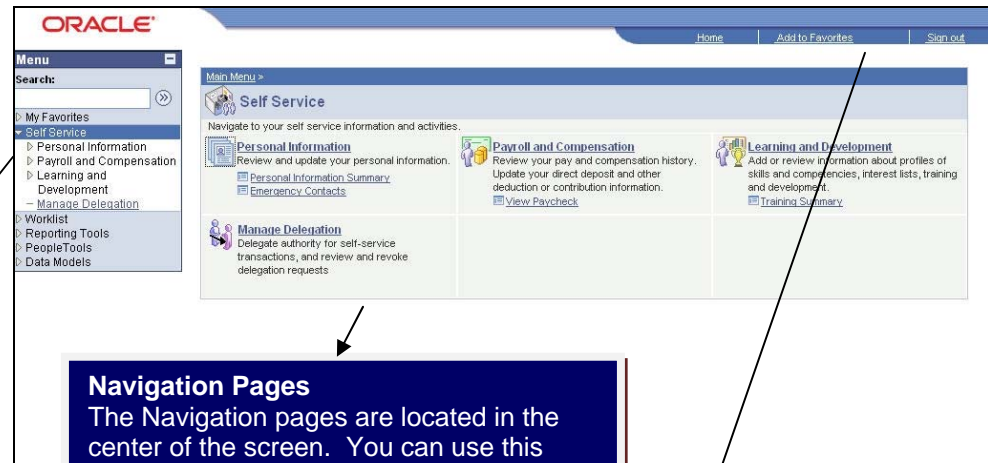 ORACLE
Home Add to Favorites Sign out
Menu
Search:
My Favorites
Self Service
Personal Information
Payroll and Compensation
Learning and
Development
Manage Delegation
Worklist
Reporting Tools
PeopleTools
Data Models
Main Menu >
Self Service
Navigate to your self service information and activities.
Personal Information
Review and update your personal information.
Personal Information Summary
Emergency Contacts
Payroll and Compensation
Review your pay and compensation history.
Update your direct deposit and other
deduction or contribution information.
View Paycheck
Learning and Development
Add or review information about profiles of
skills and competencies, interest lists, training
and development.
Training Summary
Manage Delegation
Delegate authority for self-service
transactions, and review and revoke
delegation requests
Navigation Pages
The Navigation pages are located in the
center of the screen. You can use this